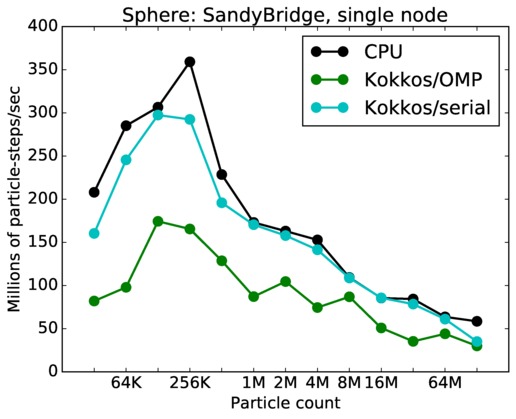 Sphere: SandyBridge, single node
400
350
300
250
200
150
100
50
0
Millions of particle-steps/sec
CPU
Kokkos/OMP
Kokkos/serial
64K 256K 1M 2M 4M 8M 16M 64M
Particle count